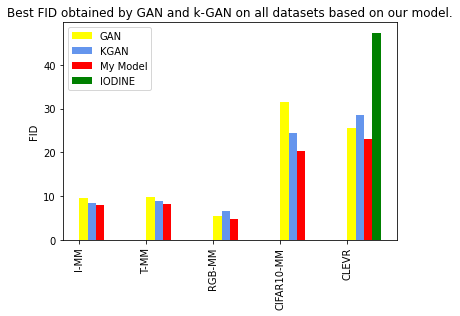 Best FID obtained by GAN and k-GAN on all datasets based on our model.
GAN
KGAN
My Model
IODINE
FID
40
30
20
10
0
I-MM
T-MM
RGB-MM
CIFAR10-MM
CLEVR